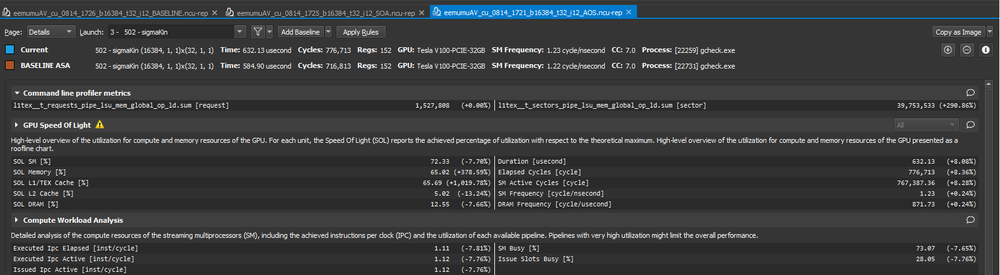 eemumuAV_cu_0814_1726_b16384_t32_i12_BASELINE.ncu-rep ✕ eemumuAV_cu_0814_1725_b16384_t32_i12_SOA.ncu-rep ✕ eemumuAV_cu_0814_1721_b16384_t32_i12_AOS.ncu-rep ✕
Page: Details Launch: 3 - 502 - sigmaKin Add Baseline Apply Rules Copy as Image
Current 502 - sigmaKin (16384, 1, 1)x(32, 1, 1) Time: 632.13 usecond Cycles: 776,713 Regs: 152 GPU: Tesla V100-PCIE-32GB SM Frequency: 1.23 cycle/nsecond CC: 7.0 Process: [22259] gcheck.exe
BASELINE ASA 502 - sigmaKin (16384, 1, 1)x(32, 1, 1) Time: 584.90 usecond Cycles: 716,813 Regs: 152 GPU: Tesla V100-PCIE-32GB SM Frequency: 1.22 cycle/nsecond CC: 7.0 Process: [22731] gcheck.exe
Command line profiler metrics
l1tex__t_requests_pipe_lsu_mem_global_op_ld.sum [request] 1,527,808 (+0.00%) l1tex__t_sectors_pipe_lsu_mem_global_op_ld.sum [sector] 39,753,533 (+290.86%)
GPU Speed Of Light All
High-level overview of the utilization for compute and memory resources of the GPU. For each unit, the Speed Of Light (SOL) reports the achieved percentage of utilization with respect to the theoretical maximum. High-level overview of the utilization for compute and memory resources of the GPU presented as a
roofline chart.
SOL SM [%] 72.33 (-7.70%) Duration [usecond] 632.13 (+8.08%)
SOL Memory [%] 65.02 (+378.59%) Elapsed Cycles [cycle] 776,713 (+8.36%)
SOL L1/TEX Cache [%] 65.69 (+1,019.78%) SM Active Cycles [cycle] 767,387.36 (+8.28%)
SOL L2 Cache [%] 5.02 (-13.24%) SM Frequency [cycle/nsecond] 1.23 (+0.24%)
SOL DRAM [%] 12.55 (-7.66%) DRAM Frequency [cycle/usecond] 871.73 (+0.24%)
Compute Workload Analysis
Detailed analysis of the compute resources of the streaming multiprocessors (SM), including the achieved instructions per clock (IPC) and the utilization of each available pipeline. Pipelines with very high utilization might limit the overall performance.
Executed Ipc Elapsed [inst/cycle] 1.11 (-7.81%) SM Busy [%] 73.07 (-7.65%)
Executed Ipc Active [inst/cycle] 1.12 (-7.76%) Issue Slots Busy [%] 28.05 (-7.76%)
Issued Ipc Active [inst/cycle] 1.12 (-7.76%)